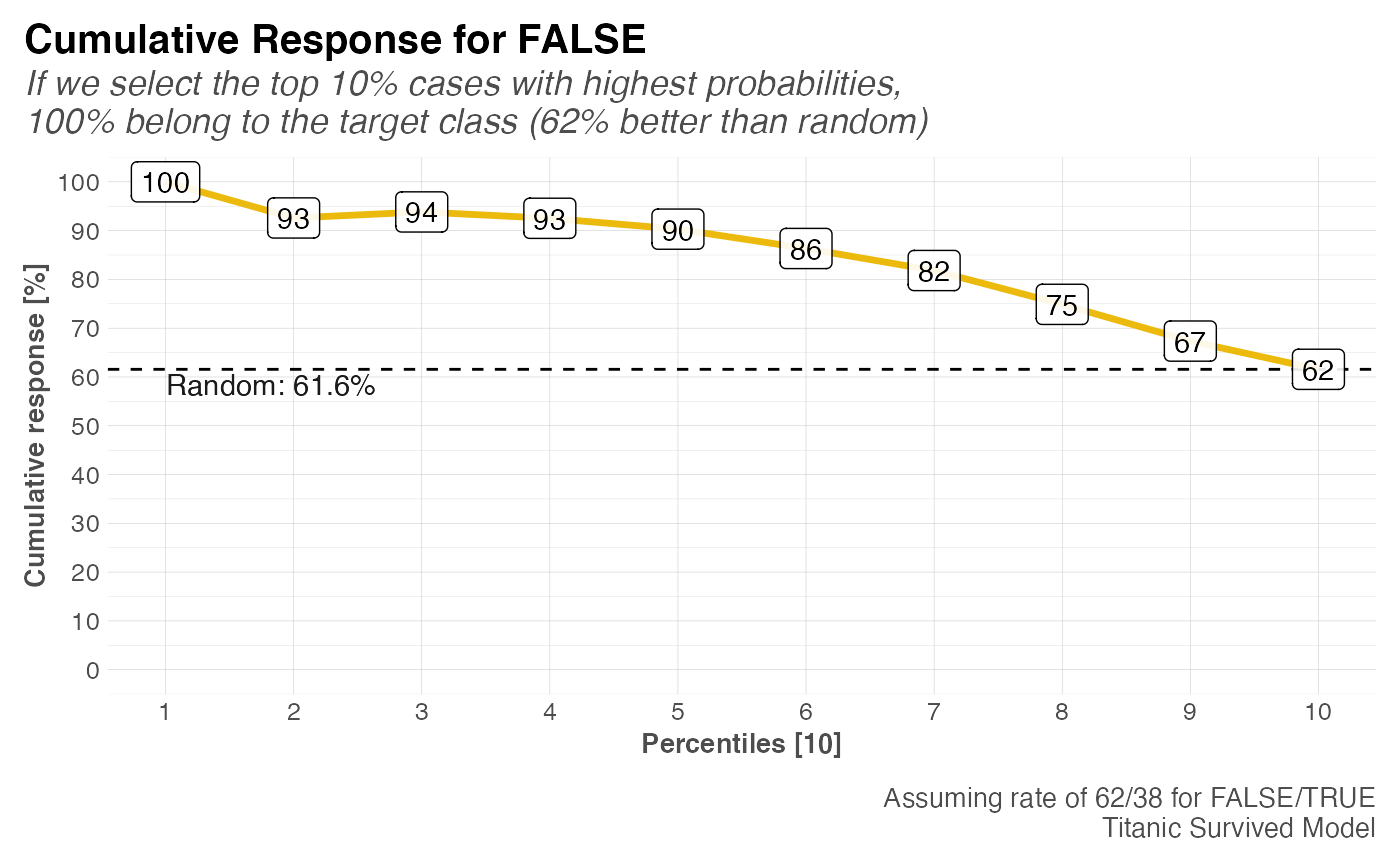 Cumulative Response for FALSE
If we select the top 10% cases with highest probabilities,
100% belong to the target class (62% better than random)
Cumulative response [%]
100
90
80
70
60
50
40
30
20
10
0
100
93
94
93
90
86
82
75
67
62
Random: 61.6%
1 2 3 4 5 6 7 8 9 10
Percentiles [10]
Assuming rate of 62/38 for FALSE/TRUE
Titanic Survived Model